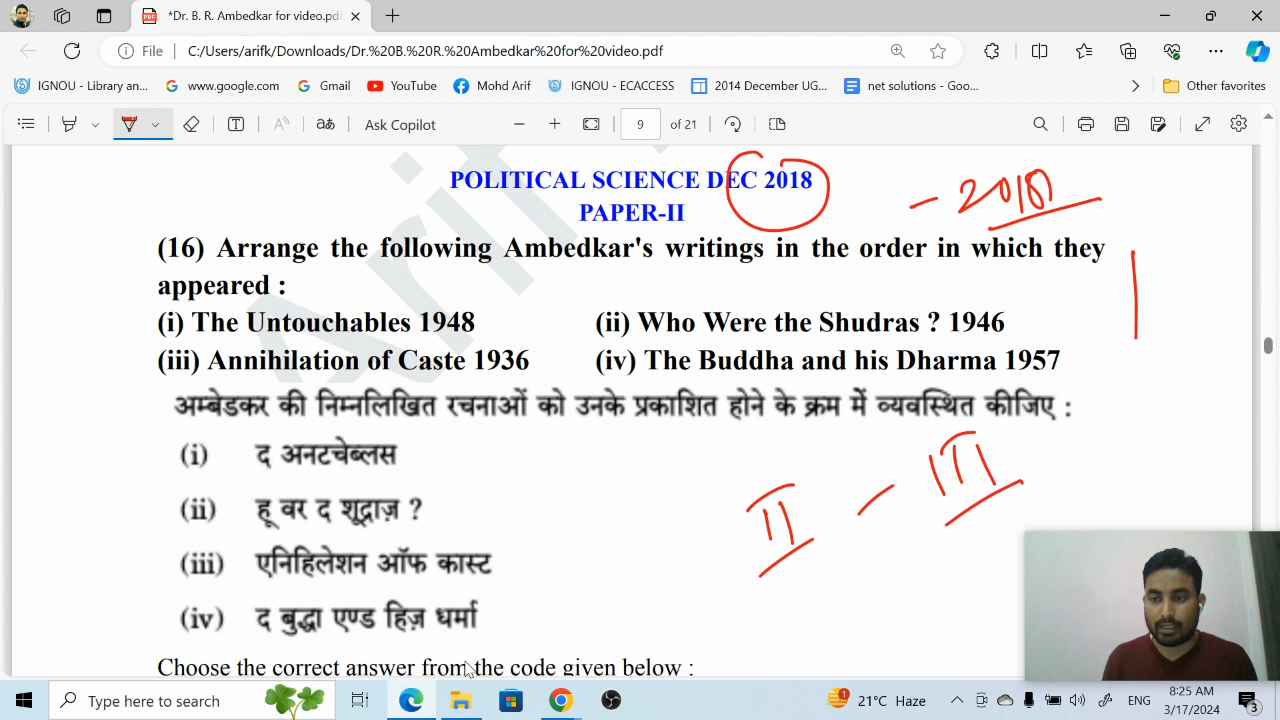 *Dr. B. R. Ambedkar for video.pdf
File C:/Users/arifk/Downloads/Dr.%20B.%20R.%20Ambedkar%20for%20video.pdf
IGNOU - Library an... www.google.com Gmail YouTube Mohd Arif IGNOU - ECACCESS 2014 December UG... net solutions - Goo... Other favorites
Ask Copilot 9 of 21
POLITICAL SCIENCE DEC 2018
- 2018
PAPER-II
(16) Arrange the following Ambedkar's writings in the order in which they
appeared :
(i) The Untouchables 1948 (ii) Who Were the Shudras ? 1946
(iii) Annihilation of Caste 1936 (iv) The Buddha and his Dharma 1957
अम्बेडकर की निम्नलिखित रचनाओं को उनके प्रकाशित होने के क्रम में व्यवस्थित कीजिए :
(i) द अनटचेब्लस
II - III
(ii) हू वर द शूद्राज़ ?
(iii) एनिहिलेशन ऑफ कास्ट
(iv) द बुद्धा एण्ड हिज़ धर्मा
Choose the correct answer from the code given below :
Type here to search 21°C Haze ENG 8:25 AM
3/17/2024 3